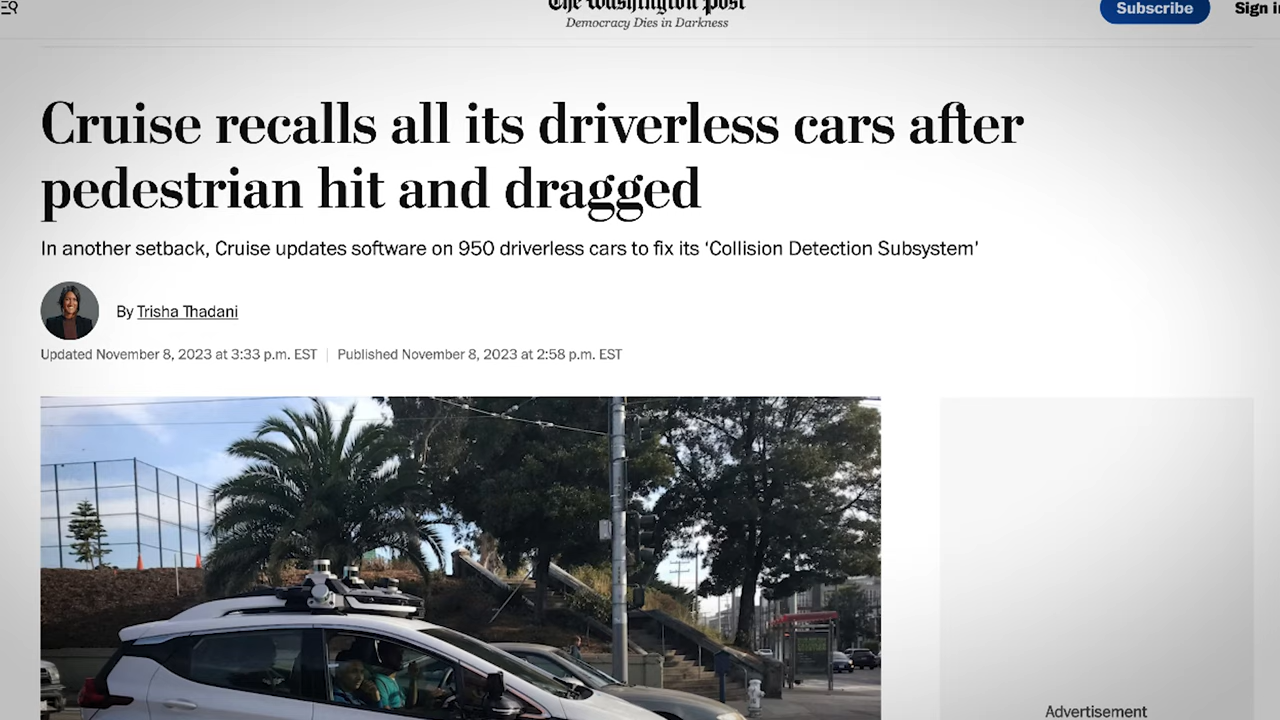 The Washington Post
Democracy Dies in Darkness
Subscribe
Sign i
Cruise recalls all its driverless cars after
pedestrian hit and dragged
In another setback, Cruise updates software on 950 driverless cars to fix its ‘Collision Detection Subsystem’
By Trisha Thadani
Updated November 8, 2023 at 3:33 p.m. EST
Published November 8, 2023 at 2:58 p.m. EST
Advertisement